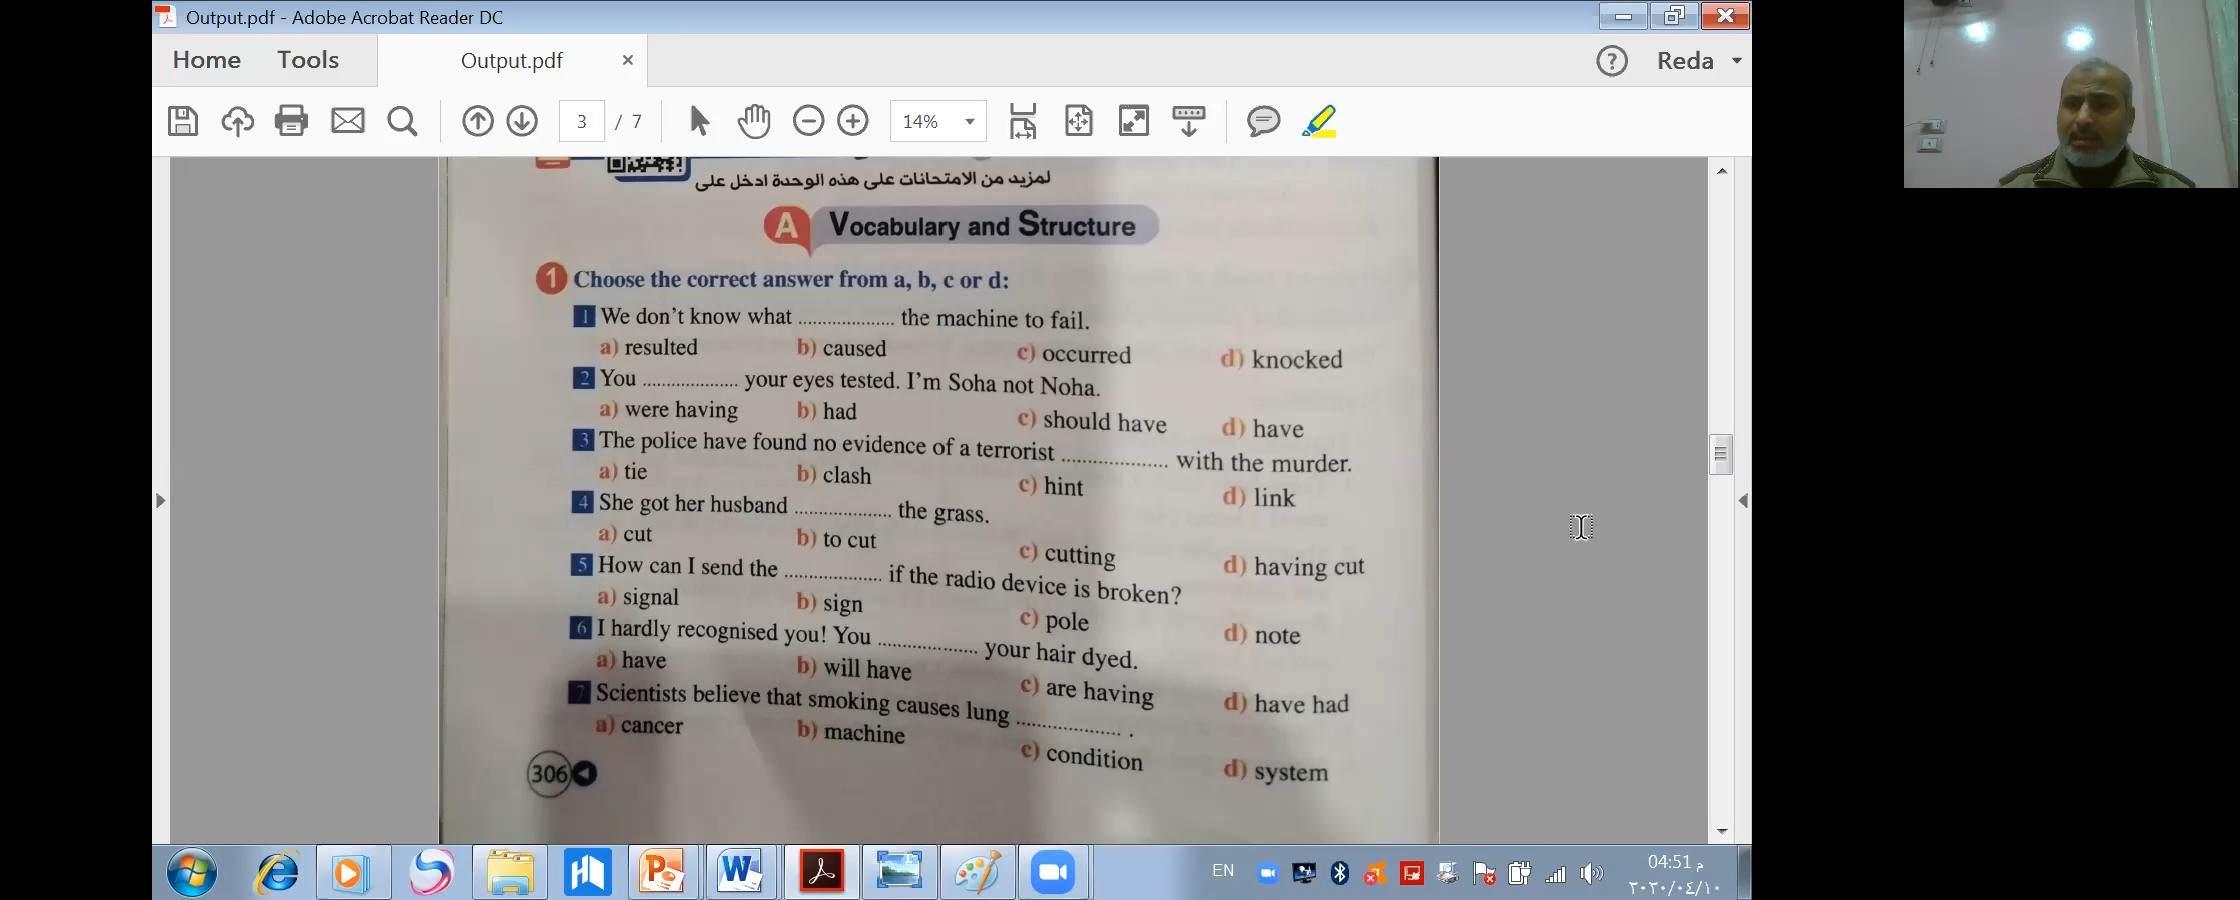 Output.pdf - Adobe Acrobat Reader DC
Home Tools Output.pdf × ? Reda
3 / 7 14%
لمزيد من الامتحانات على هذه الوحدة ادخل على
A Vocabulary and Structure
1 Choose the correct answer from a, b, c or d:
1 We don't know what .................. the machine to fail.
a) resulted b) caused c) occurred d) knocked
2 You .................. your eyes tested. I'm Soha not Noha.
a) were having b) had c) should have d) have
3 The police have found no evidence of a terrorist .................. with the murder.
a) tie b) clash c) hint d) link
4 She got her husband .................. the grass.
a) cut b) to cut c) cutting d) having cut
5 How can I send the .................. if the radio device is broken?
a) signal b) sign c) pole d) note
6 I hardly recognised you! You .................. your hair dyed.
a) have b) will have c) are having d) have had
7 Scientists believe that smoking causes lung .................. .
a) cancer b) machine c) condition d) system
306
EN 04:51 م
٢٠٢٠/٠٤/١٠